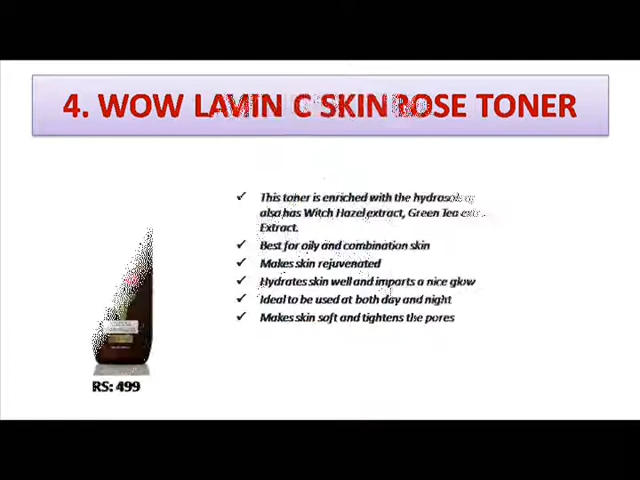 4. WOW SKIN ROSE TONER
This toner is enriched with the hydrasols
also has Witch Hazel extract, Green Tea
Extract.
Best for oily and combination skin
Makes skin rejuvenated
Hydrates skin well and imparts a nice glow
Ideal to be used at both day and night
Makes skin soft and tightens the pores
RS: 499